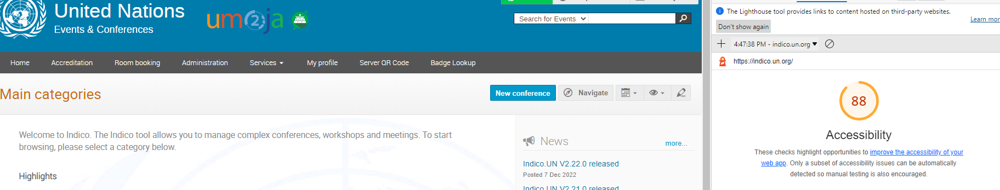 United Nations
Events & Conferences
um2ja
Search for Events
Home Accreditation Room booking Administration Services My profile Server QR Code Badge Lookup
Main categories
New conference Navigate
Welcome to Indico. The Indico tool allows you to manage complex conferences, workshops and meetings. To start
browsing, please select a category below.
Highlights
News more...
Indico.UN V2.22.0 released
Posted 7 Dec 2022
Indico.UN V2.21.0 released
The Lighthouse tool provides links to content hosted on third-party websites.
Don't show again
Learn mor
4:47:38 PM - indico.un.org
https://indico.un.org/
88
Accessibility
These checks highlight opportunities to improve the accessibility of your
web app. Only a subset of accessibility issues can be automatically
detected so manual testing is also encouraged.